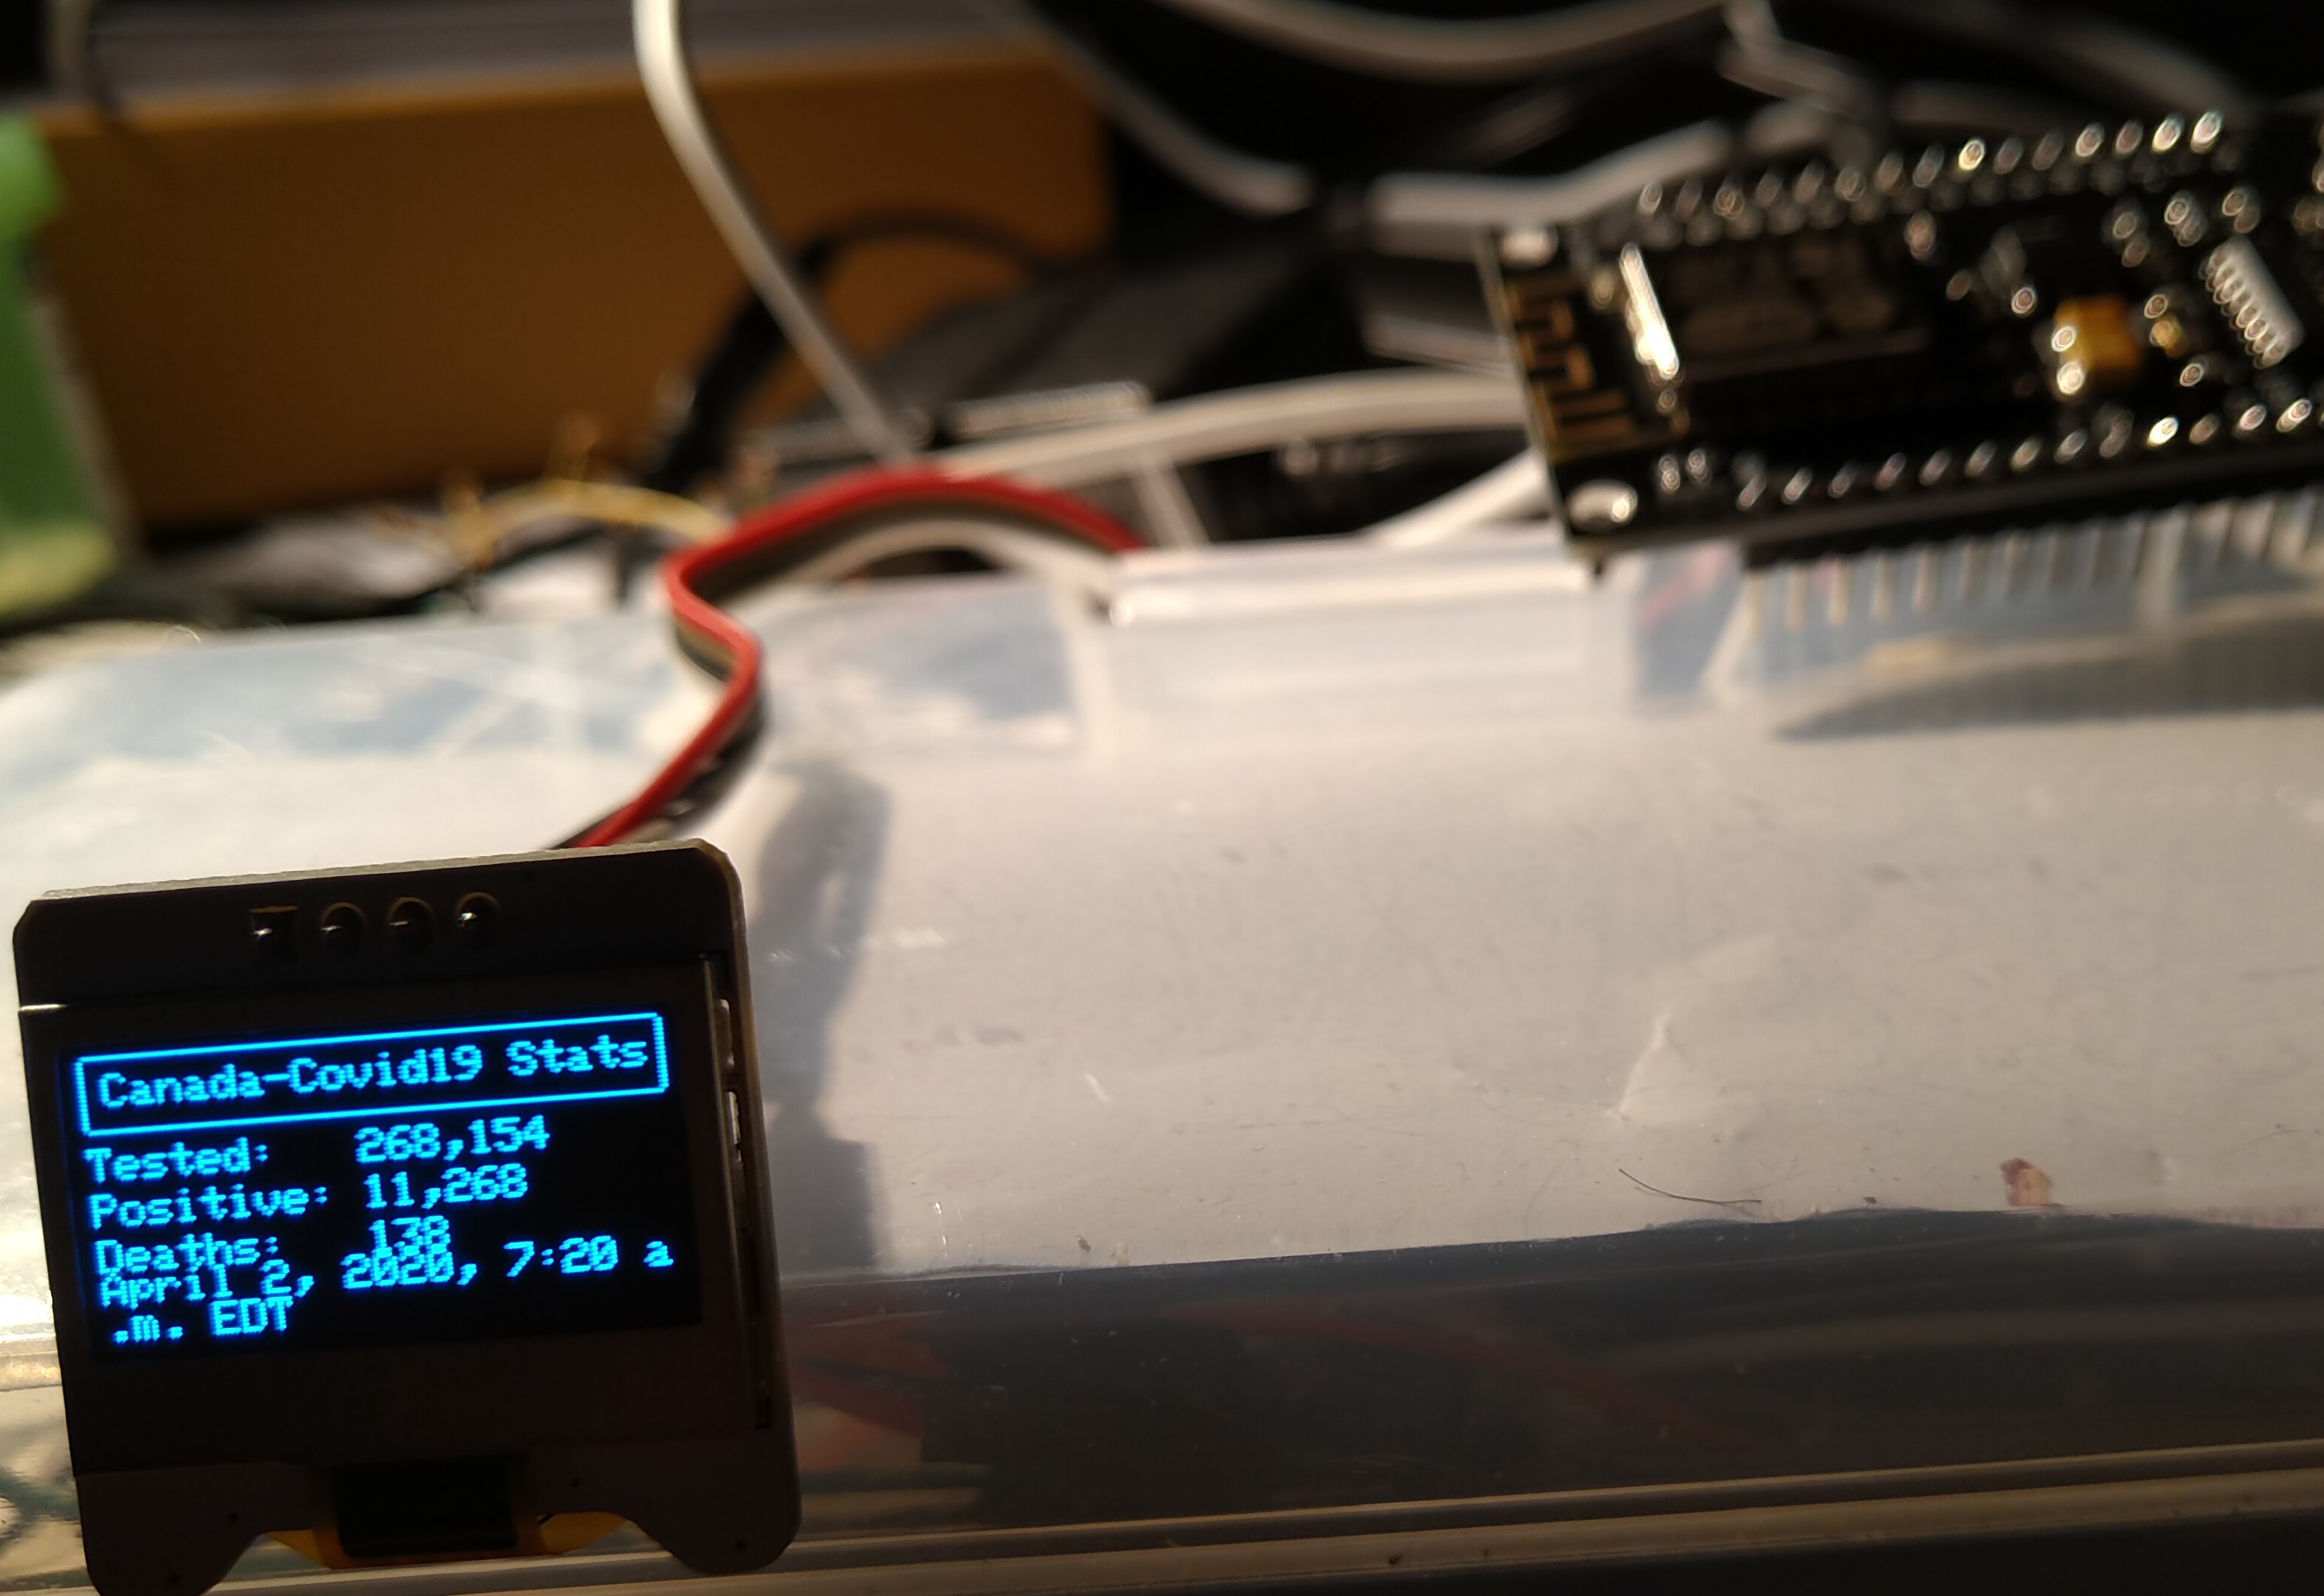 Canada-Covid19 Stats
Tested: 268,154
Positive: 11,268
Deaths: 138
April 2, 2020, 7:20 a
.m. EDT